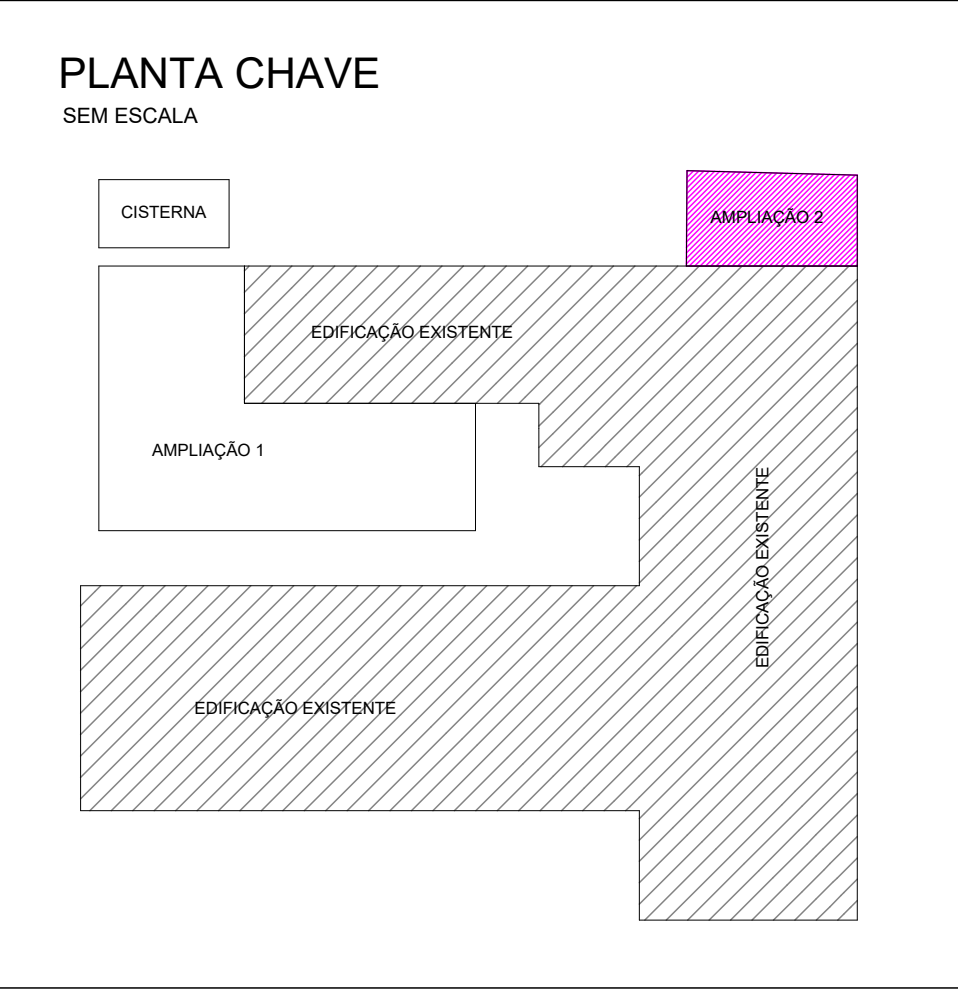 PLANTA CHAVE
SEM ESCALA
CISTERNA
AMPLIAÇÃO 2
EDIFICAÇÃO EXISTENTE
AMPLIAÇÃO 1
EDIFICAÇÃO EXISTENTE
EDIFICAÇÃO EXISTENTE